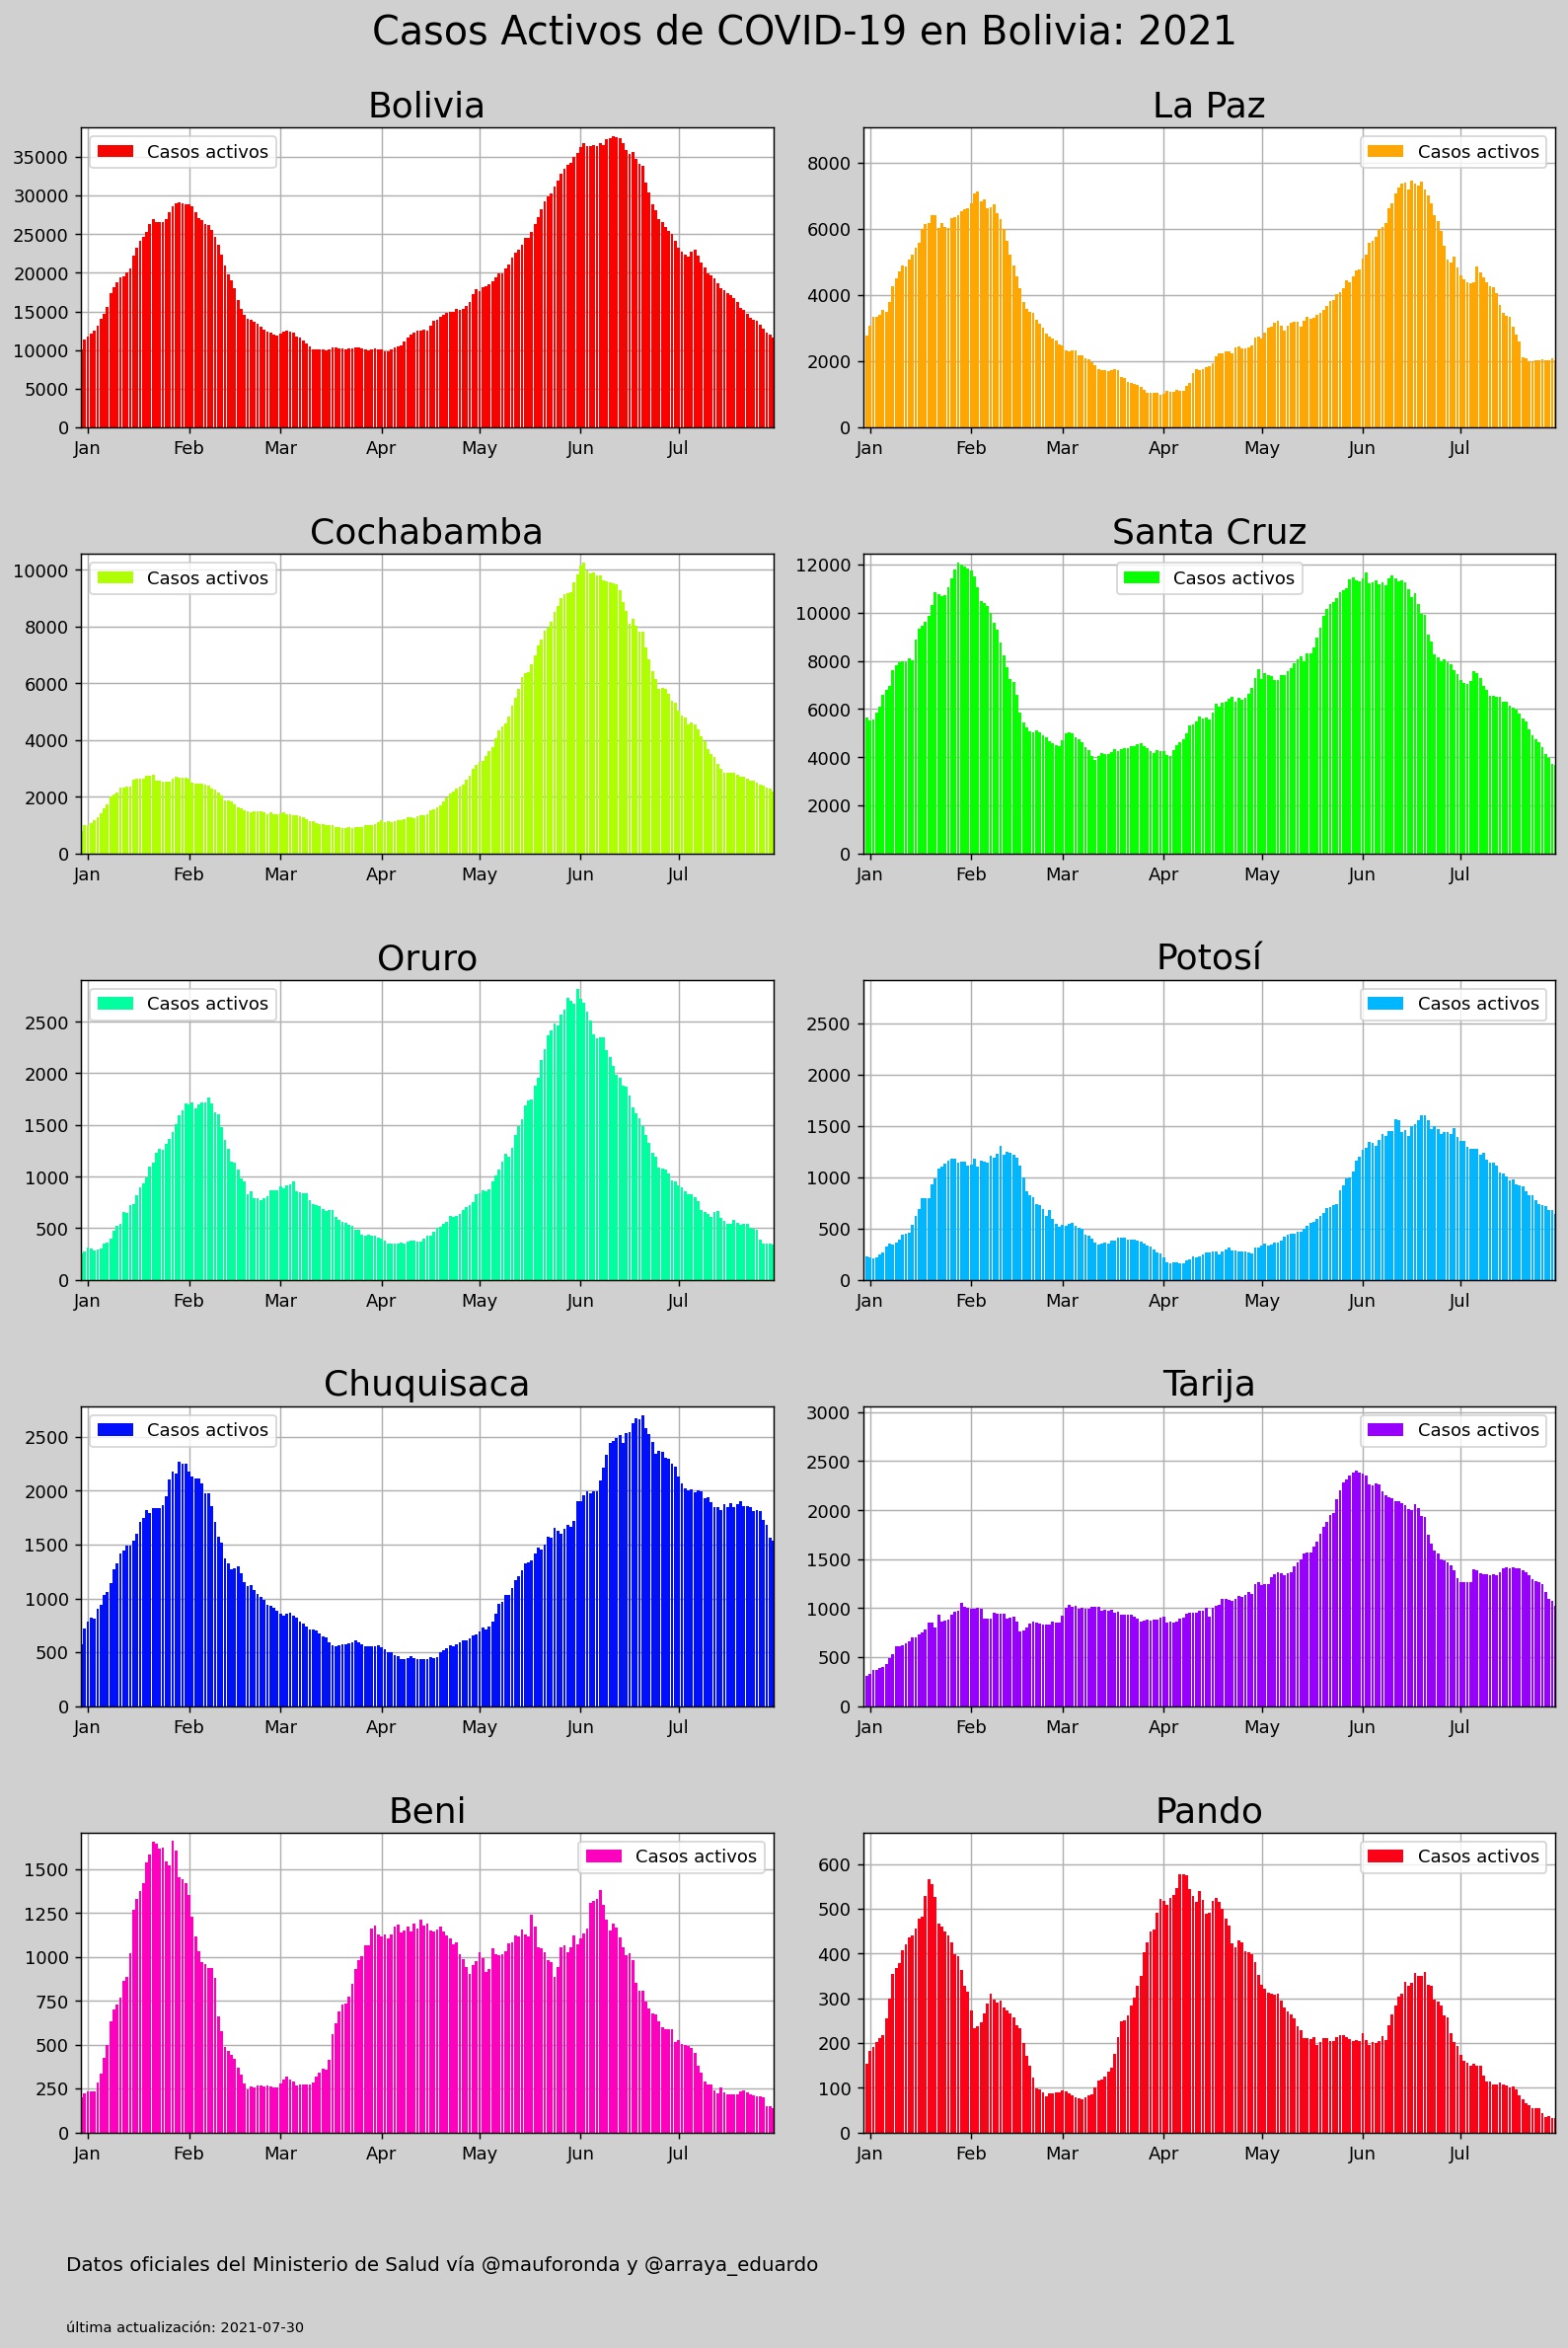 Casos Activos de COVID-19 en Bolivia: 2021
Bolivia
Casos activos
35000
30000
25000
20000
15000
10000
5000
0
Jan Feb Mar Apr May Jun Jul
La Paz
Casos activos
8000
6000
4000
2000
0
Jan Feb Mar Apr May Jun Jul
Cochabamba
Casos activos
10000
8000
6000
4000
2000
0
Jan Feb Mar Apr May Jun Jul
Santa Cruz
Casos activos
12000
10000
8000
6000
4000
2000
0
Jan Feb Mar Apr May Jun Jul
Oruro
Casos activos
2500
2000
1500
1000
500
0
Jan Feb Mar Apr May Jun Jul
Potosí
Casos activos
2500
2000
1500
1000
500
0
Jan Feb Mar Apr May Jun Jul
Chuquisaca
Casos activos
2500
2000
1500
1000
500
0
Jan Feb Mar Apr May Jun Jul
Tarija
Casos activos
3000
2500
2000
1500
1000
500
0
Jan Feb Mar Apr May Jun Jul
Beni
Casos activos
1500
1250
1000
750
500
250
0
Jan Feb Mar Apr May Jun Jul
Pando
Casos activos
600
500
400
300
200
100
0
Jan Feb Mar Apr May Jun Jul
Datos oficiales del Ministerio de Salud vía @mauforonda y @arraya_eduardo
última actualización: 2021-07-30